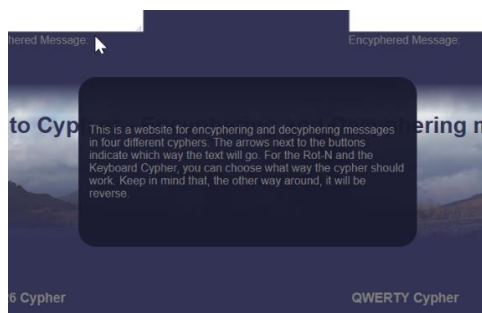 phered Message:
Encyphered Message:
to Cyp
ering
This is a website for encyphering and decyphering messages
in four different cyphers. The arrows next to the buttons
indicate which way the text will go. For the Rot-N and the
Keyboard Cypher, you can choose what way the cypher should
work. Keep in mind that, the other way around, it will be
reverse.
6 Cypher
QWERTY Cypher